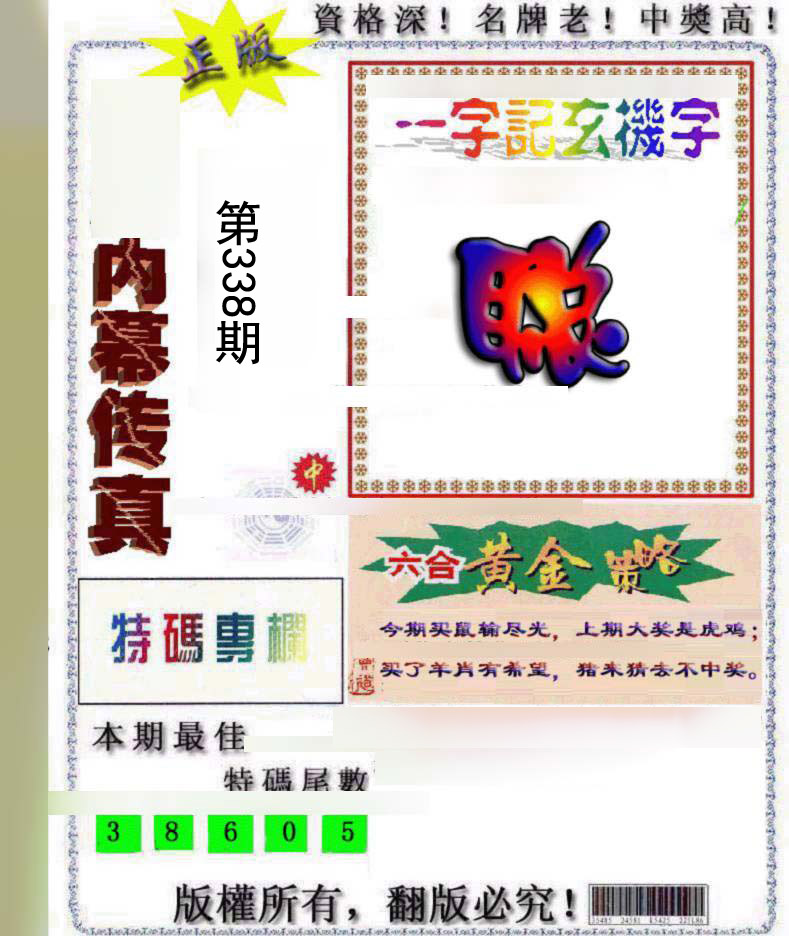 資格深！名牌老！中獎高！
正版
一字記玄機字
第338期
内幕传真
中
六合黄金策略
今期买鼠输尽光，上期大奖是虎鸡；
买了羊肖有希望，猪来猜去不中奖。
特碼專欄
本期最佳
特碼尾數
3 8 6 0 5
版權所有，翻版必究！